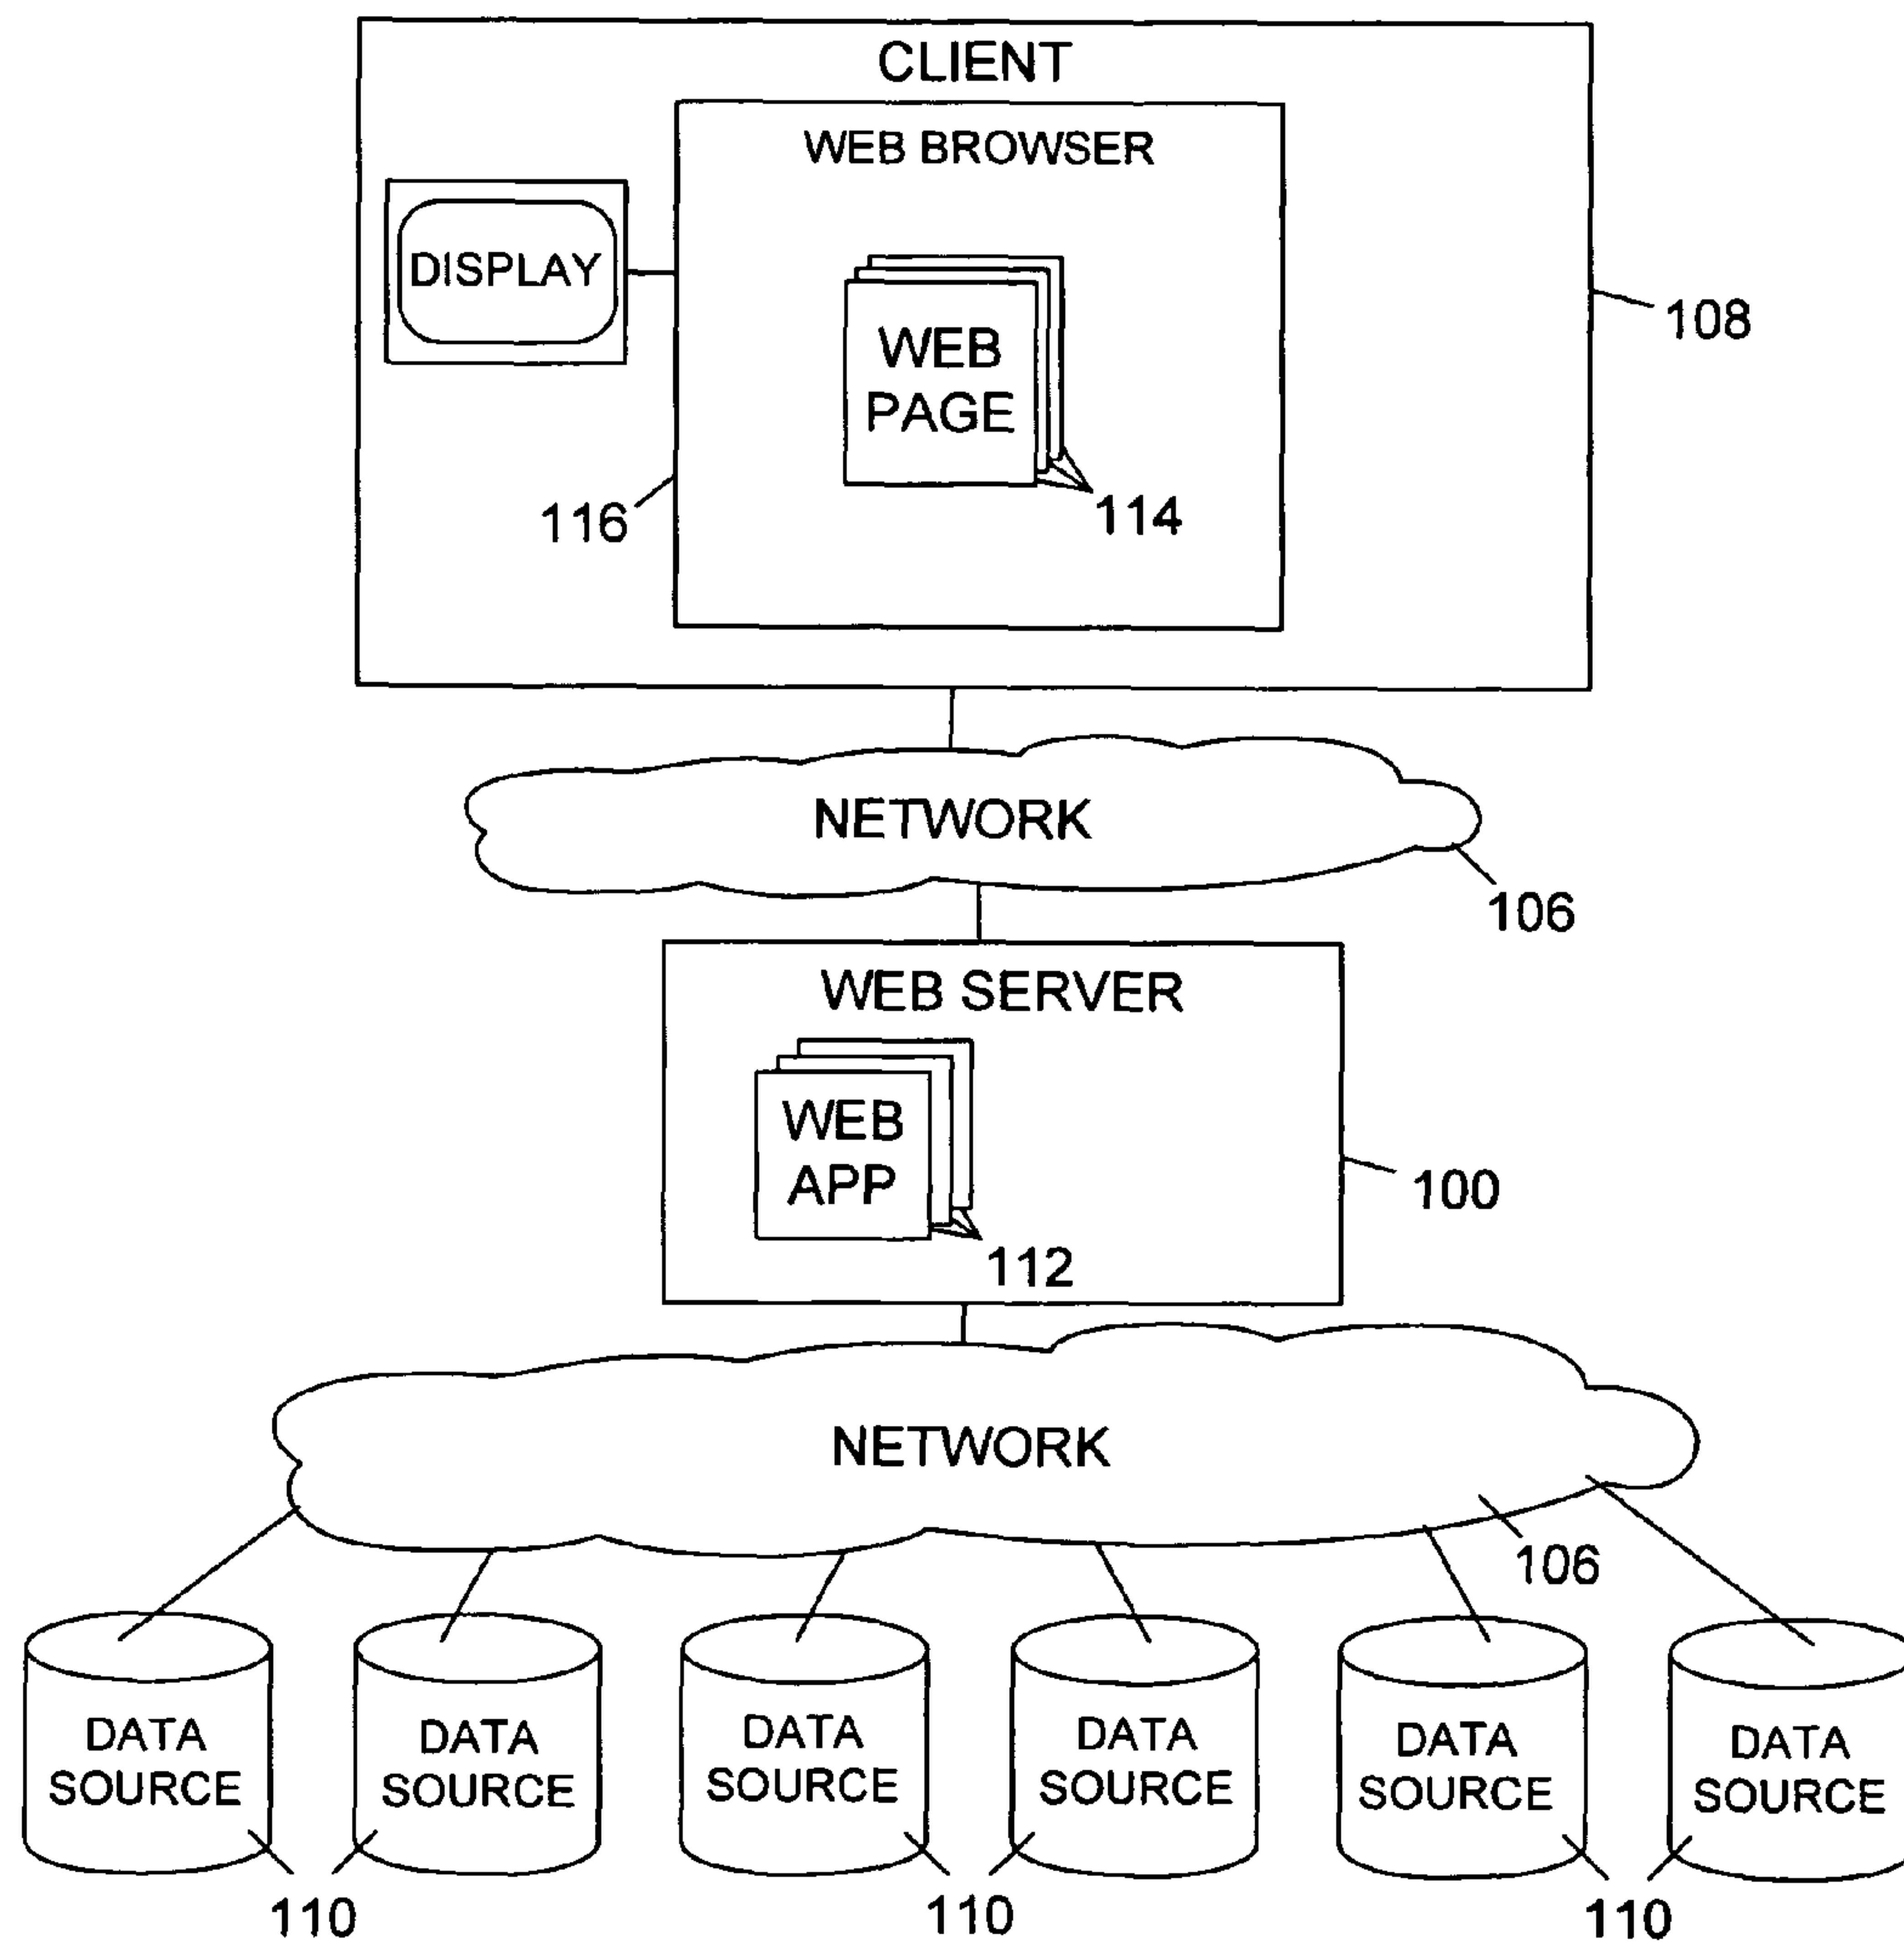 CLIENT
WEB BROWSER
DISPLAY
WEB
PAGE
108
116
114
NETWORK
106
WEB SERVER
WEB
APP
100
112
NETWORK
106
DATA
SOURCE
DATA
SOURCE
DATA
SOURCE
DATA
SOURCE
DATA
SOURCE
DATA
SOURCE
110
110
110